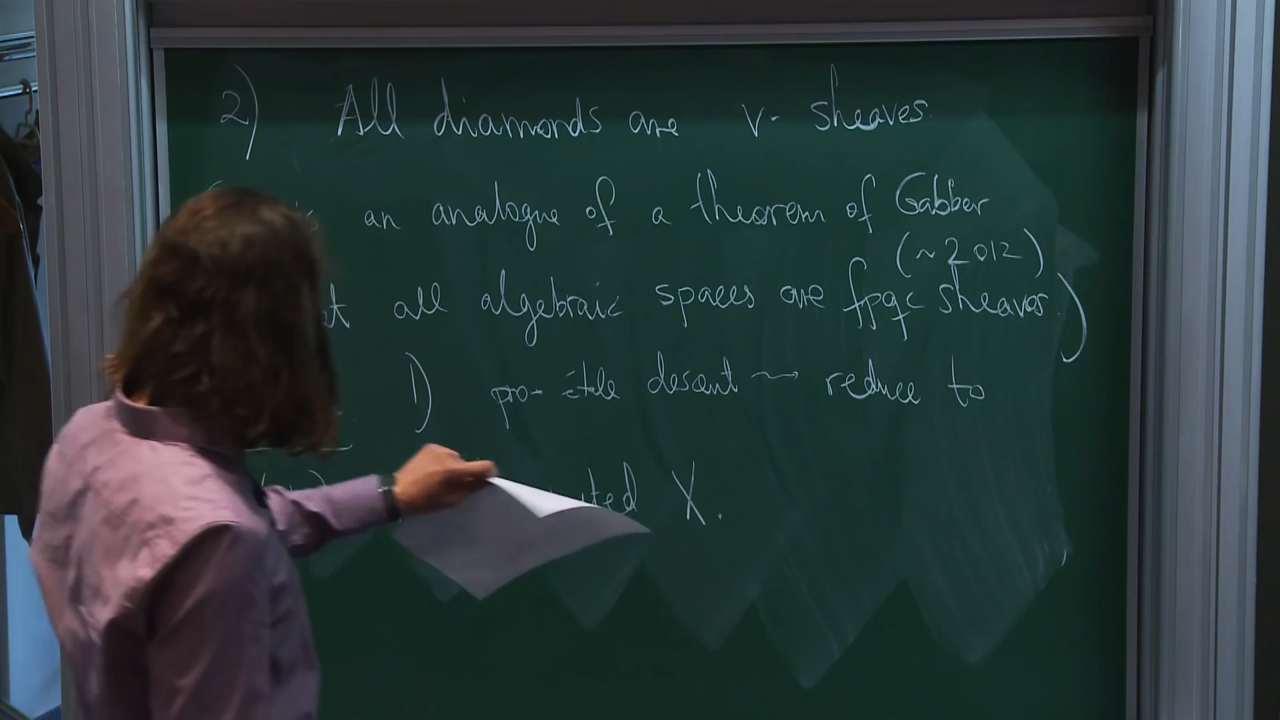 2) All diamonds are v-sheaves.
an analogue of a theorem of Gabber
(~2012)
all algebraic spaces are fpqc sheaves.)
1) pro-étale descent ⇝ reduce to
X.